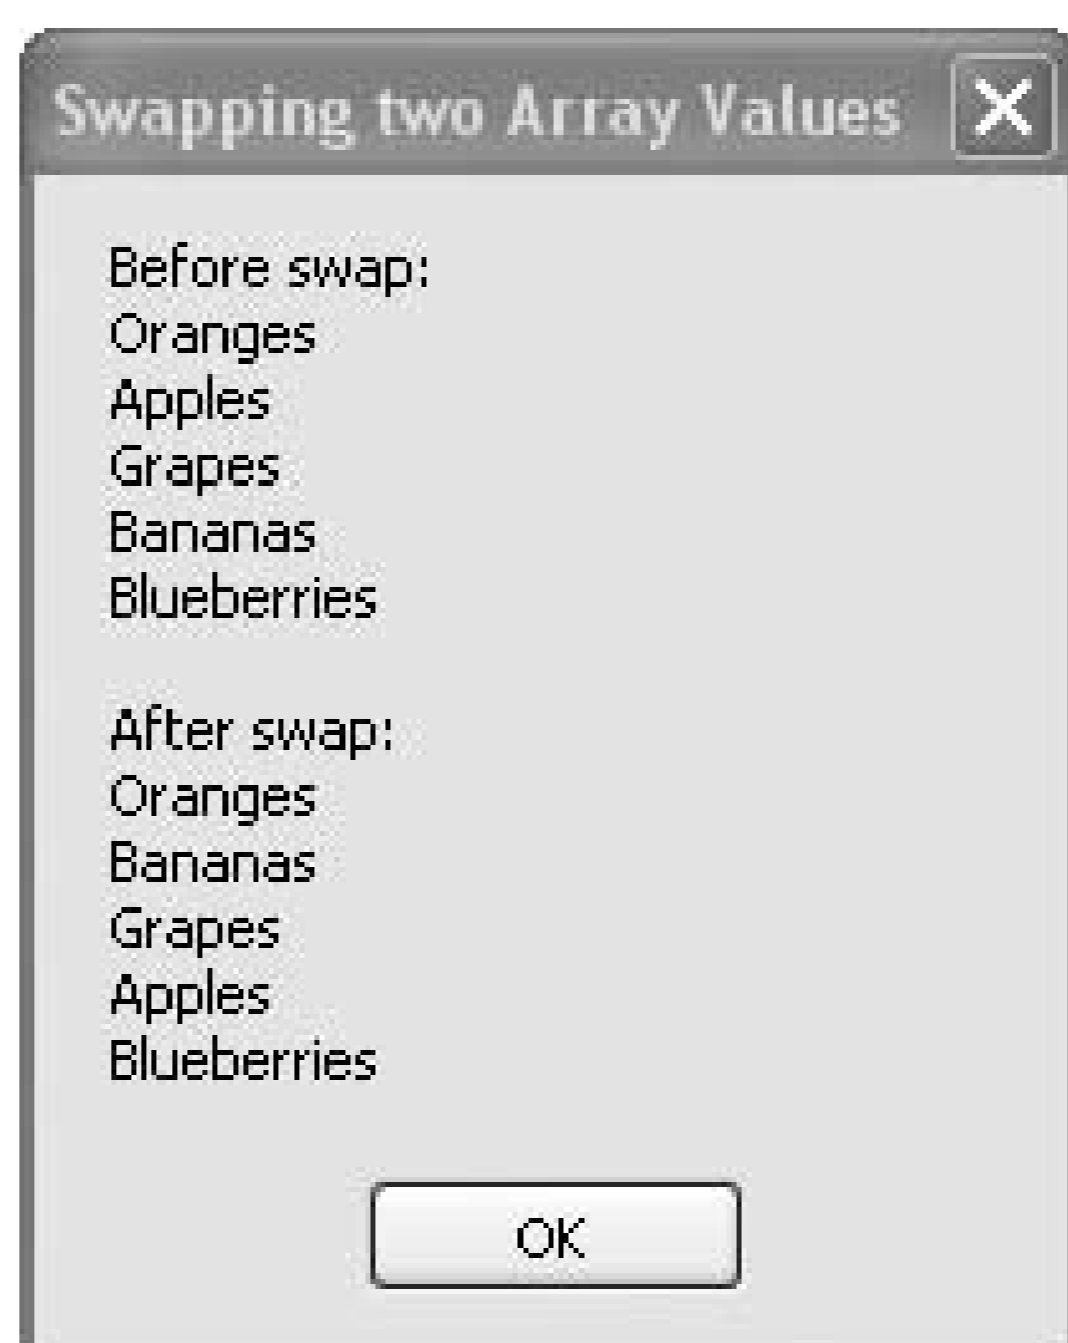 Swapping two Array Values
Before swap:
Oranges
Apples
Grapes
Bananas
Blueberries
After swap:
Oranges
Bananas
Grapes
Apples
Blueberries
OK